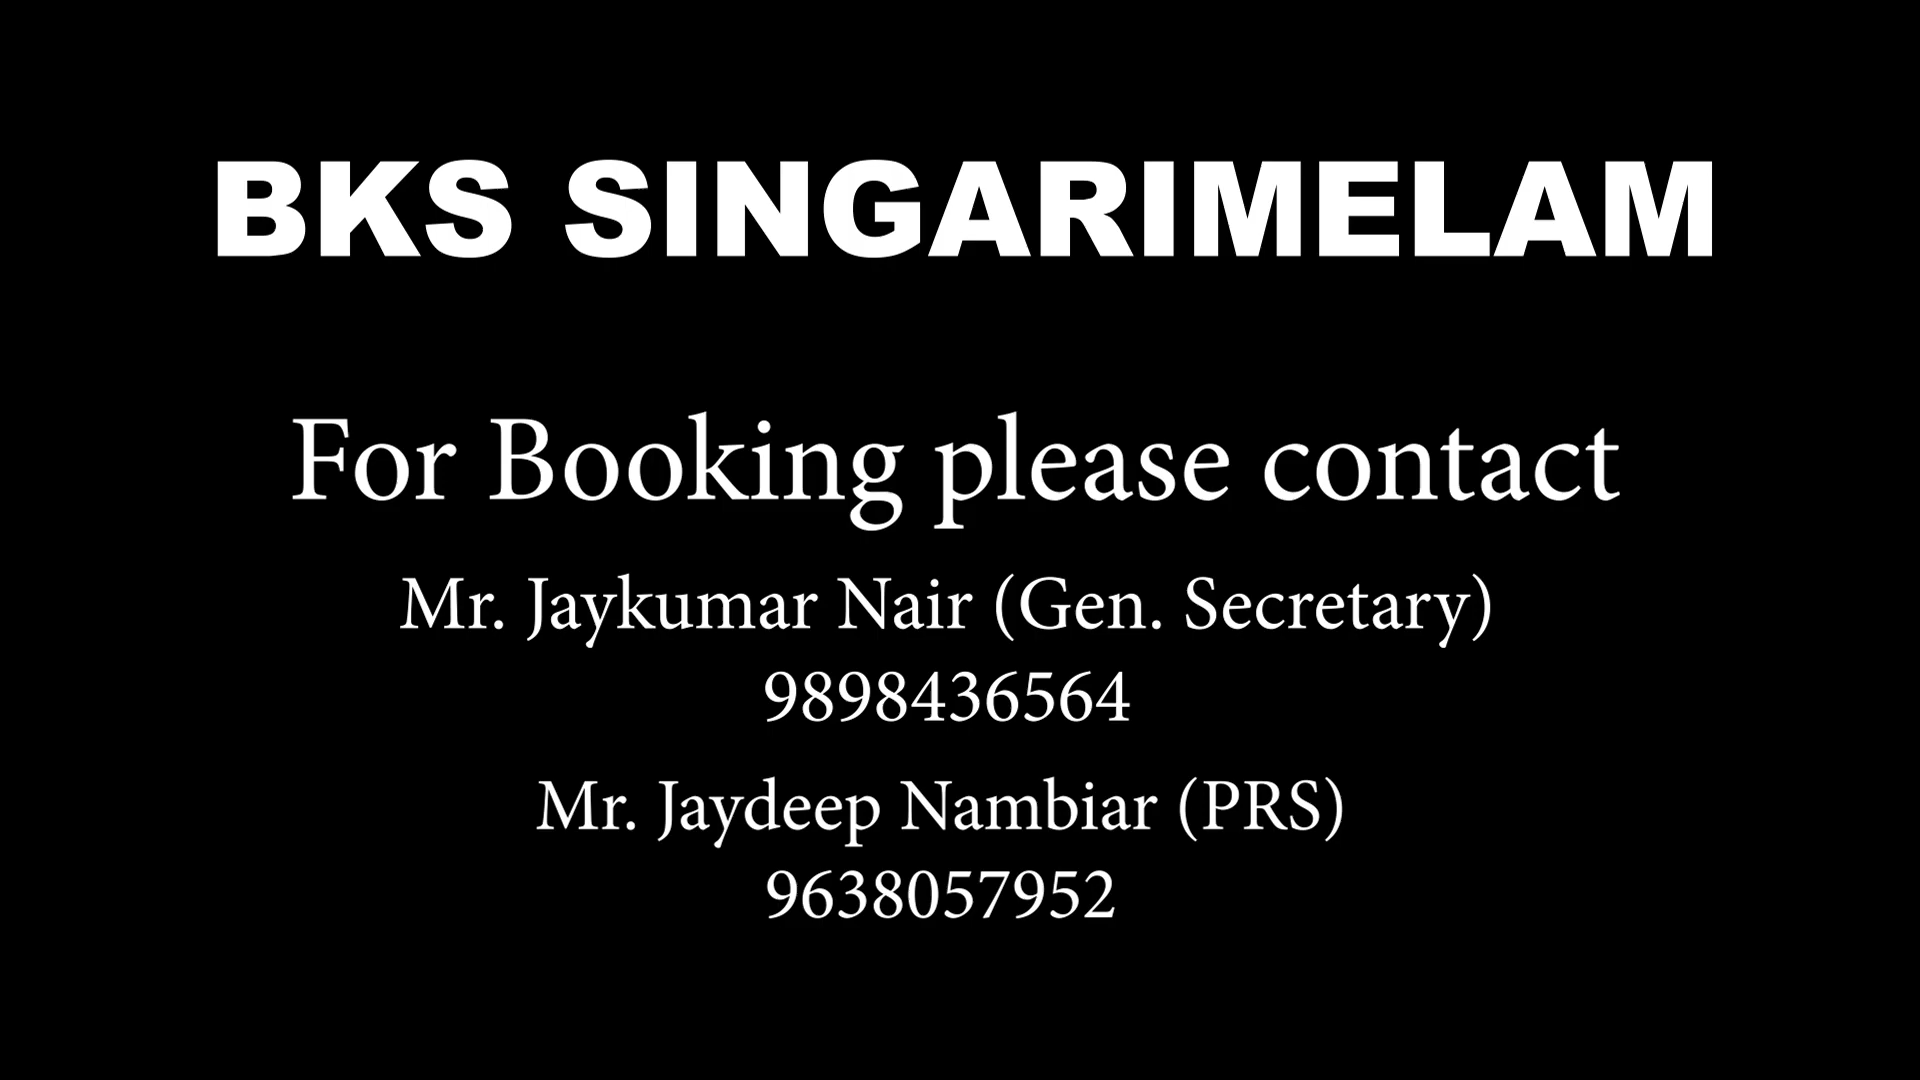 BKS SINGARIMELAM
For Booking please contact
Mr. Jaykumar Nair (Gen. Secretary)
9898436564
Mr. Jaydeep Nambiar (PRS)
9638057952